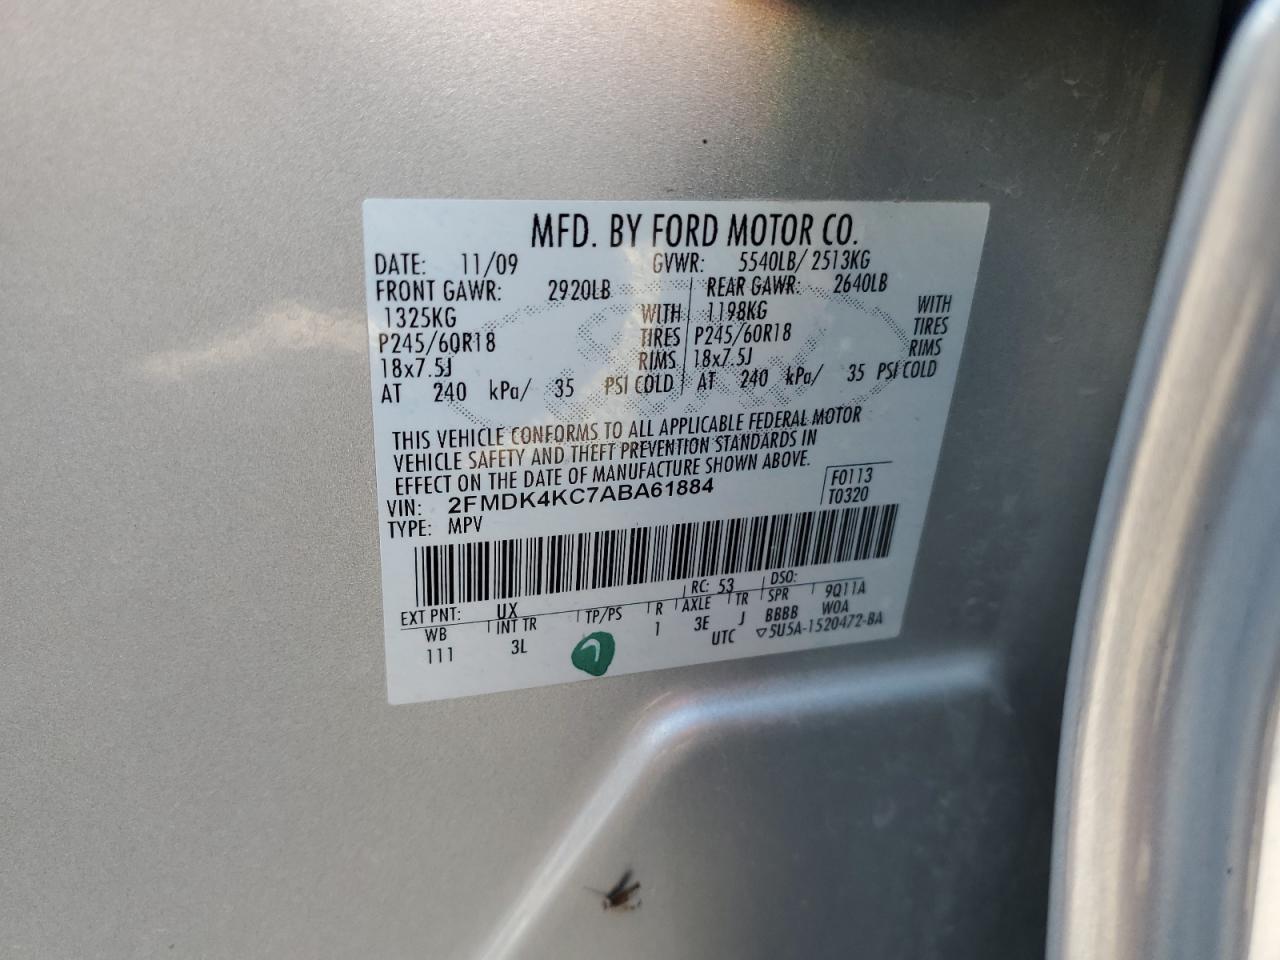 MFD. BY FORD MOTOR CO.
DATE: 11/09 GVWR: 5540LB/ 2513KG
FRONT GAWR: 2920LB REAR GAWR: 2640LB
1325KG WITH 1198KG WITH
P245/60R18 TIRES P245/60R18 TIRES
18x7.5J RIMS 18x7.5J RIMS
AT 240 kPa/ 35 PSI COLD AT 240 kPa/ 35 PSI COLD
THIS VEHICLE CONFORMS TO ALL APPLICABLE FEDERAL MOTOR
VEHICLE SAFETY AND THEFT PREVENTION STANDARDS IN
EFFECT ON THE DATE OF MANUFACTURE SHOWN ABOVE.
VIN: 2FMDK4KC7ABA61884 F0113
TYPE: MPV T0320
EXT PNT: UX RC: 53 DSO:
WB INT TR TP/PS R AXLE TR SPR 9Q11A
111 3L 7 1 3E J BBBB WOA
UTC ▽5U5A-1520472-BA